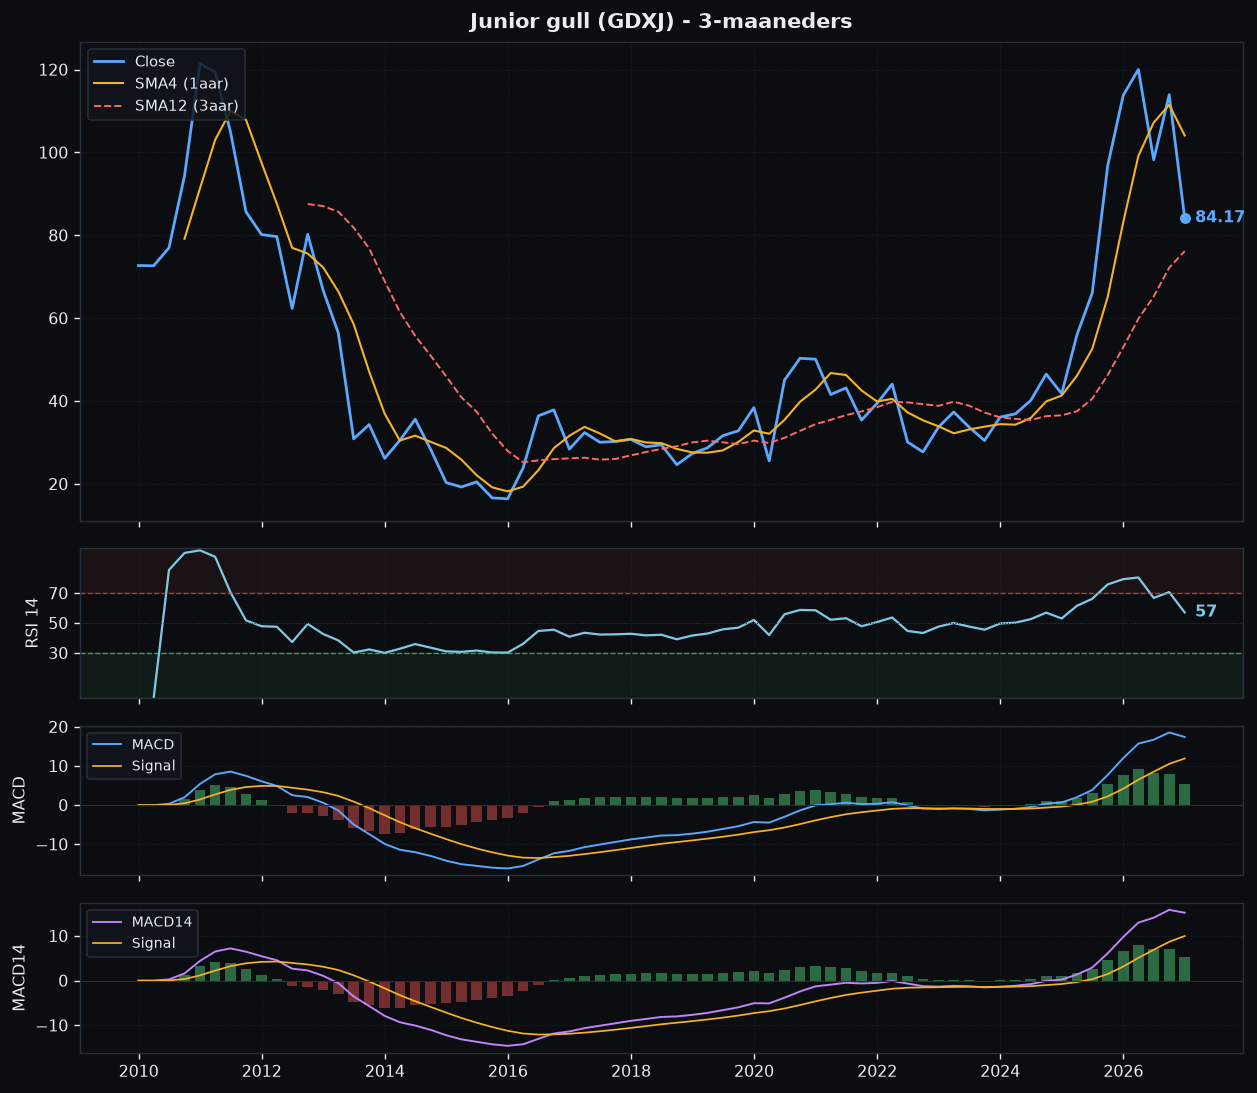 Junior gull (GDXJ) - 3-maaneders
Close
SMA4 (1aar)
SMA12 (3aar)
120
100
80
60
40
20
84.17
RSI 14
70
50
30
57
MACD
20
10
0
−10
MACD
Signal
MACD14
10
0
−10
MACD14
Signal
2010 2012 2014 2016 2018 2020 2022 2024 2026